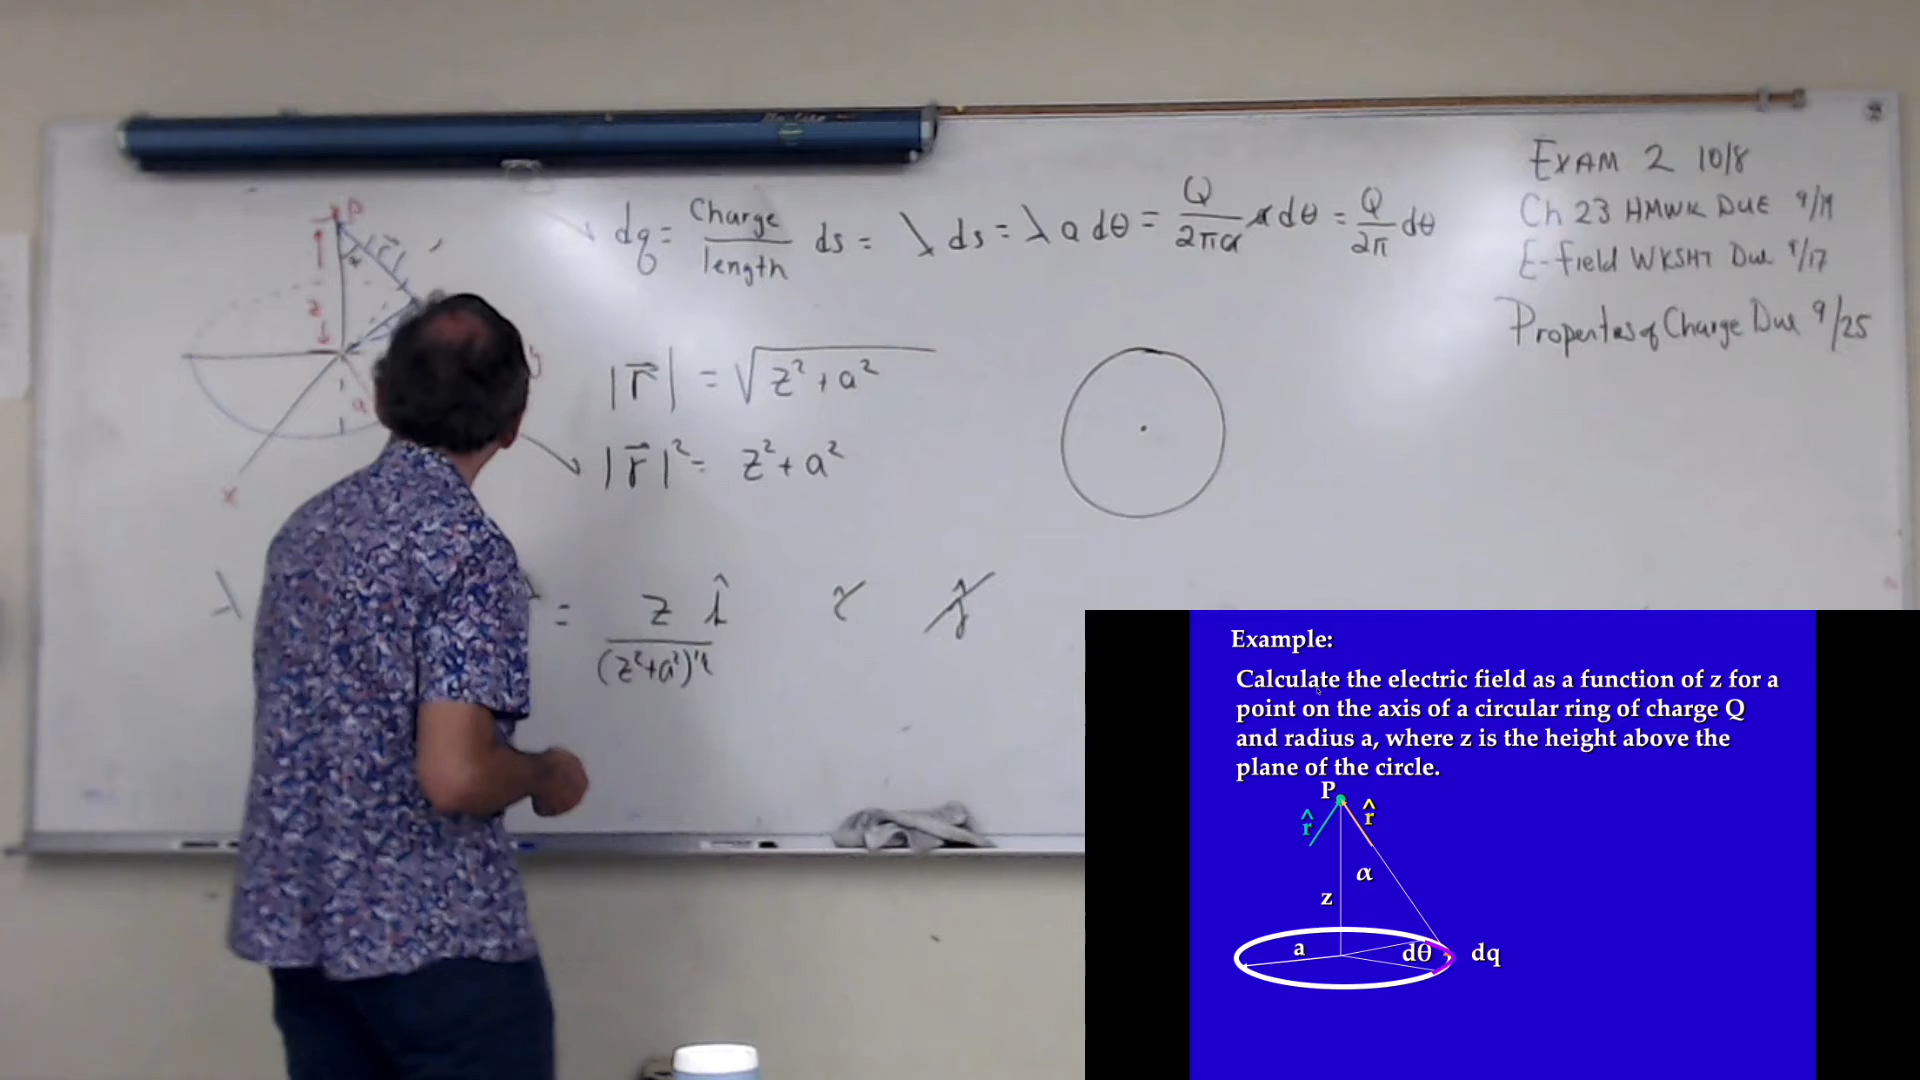 dq = Charge/length ds = λ ds = λ a dθ = Q/2πa a dθ = Q/2π dθ
|r⃗| = √z² + a²
|r⃗|² = z² + a²
= z k̂/(z²+a²)^½
P
r
z
a
x
EXAM 2 10/8
Ch 23 HMWK DUE 9/19
E-field WKSHT Due 9/17
Properties of Charge Due 9/25
Example:
Calculate the electric field as a function of z for a
point on the axis of a circular ring of charge Q
and radius a, where z is the height above the
plane of the circle.
P
r̂ r̂
α
z
a dθ dq